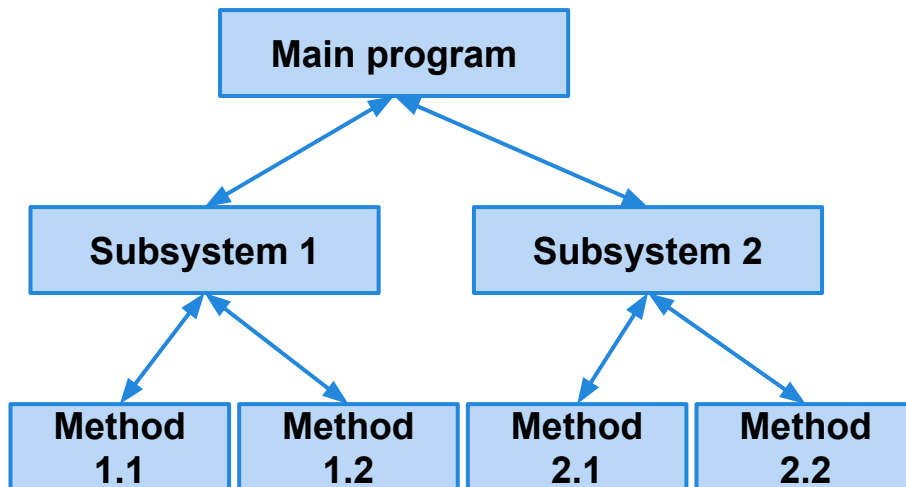 Main program
Subsystem 1
Subsystem 2
Method
1.1
Method
1.2
Method
2.1
Method
2.2